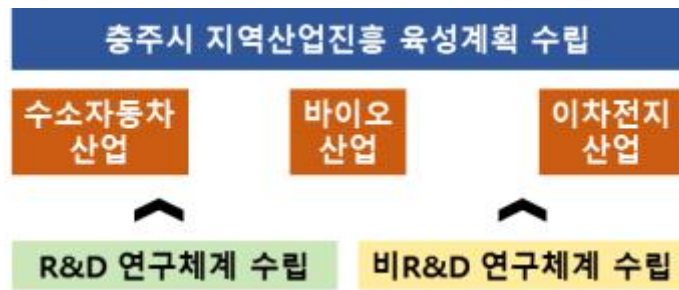 충주시 지역산업진흥 육성계획 수립
수소자동차
산업
바이오
산업
이차전지
산업
R&D 연구체계 수립
비R&D 연구체계 수립